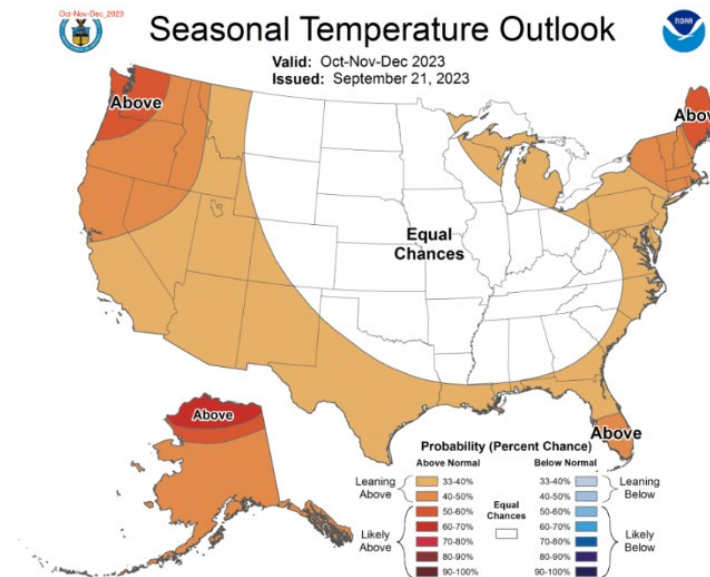 Oct-Nov-Dec_2023
Seasonal Temperature Outlook
NOAA
Valid: Oct-Nov-Dec 2023
Issued: September 21, 2023
Above
Abov
Equal
Chances
Above
Above
Probability (Percent Chance)
Above Normal
Below Normal
Leaning
Above
33-40%
40-50%
Likely
Above
50-60%
60-70%
70-80%
80-90%
90-100%
Equal
Chances
33-40%
40-50%
Leaning
Below
50-60%
60-70%
70-80%
80-90%
90-100%
Likely
Below